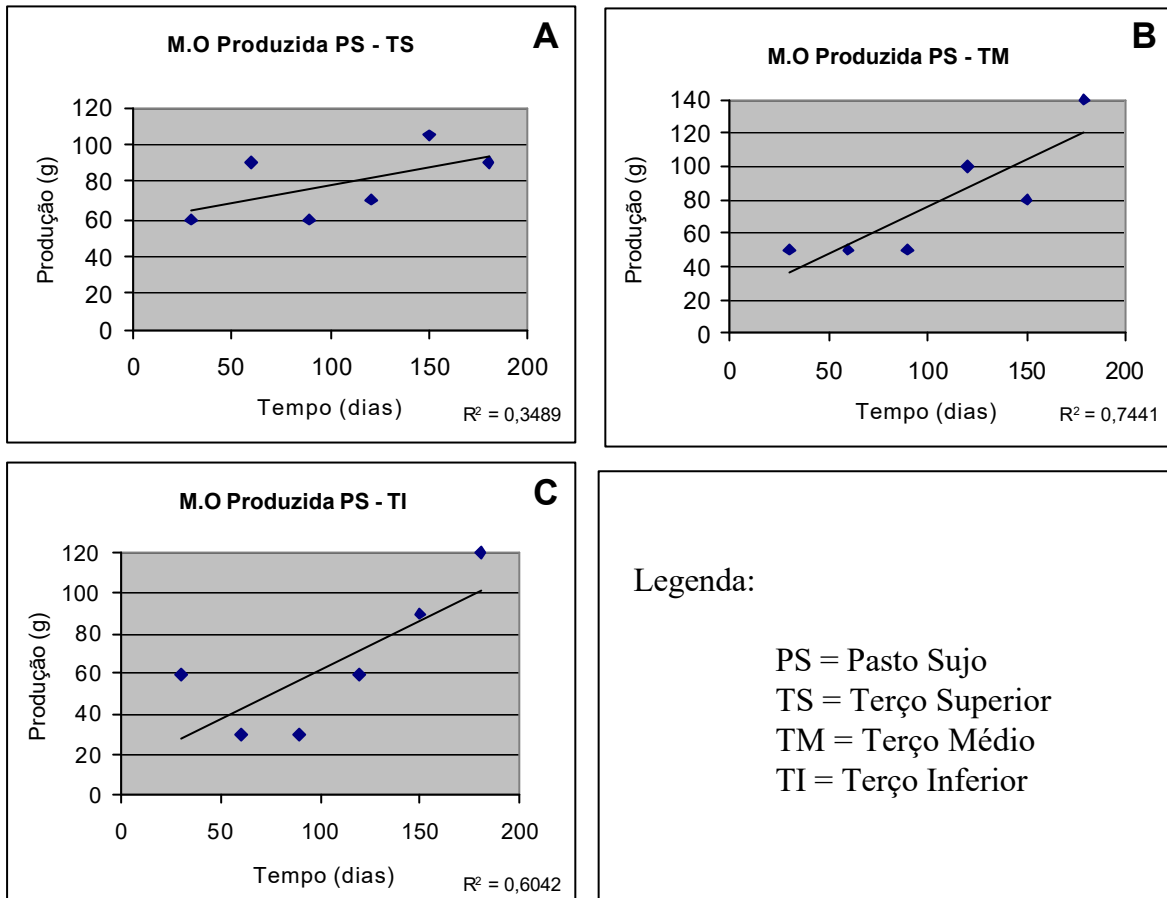 A
M.O Produzida PS - TS
Produção (g)
120
100
80
60
40
20
0
0 50 100 150 200
Tempo (dias)
R² = 0,3489
B
M.O Produzida PS - TM
Produção (g)
140
120
100
80
60
40
20
0
0 50 100 150 200
Tempo (dias)
R² = 0,7441
C
M.O Produzida PS - TI
Produção (g)
120
100
80
60
40
20
0
0 50 100 150 200
Tempo (dias)
R² = 0,6042
Legenda:
PS = Pasto Sujo
TS = Terço Superior
TM = Terço Médio
TI = Terço Inferior